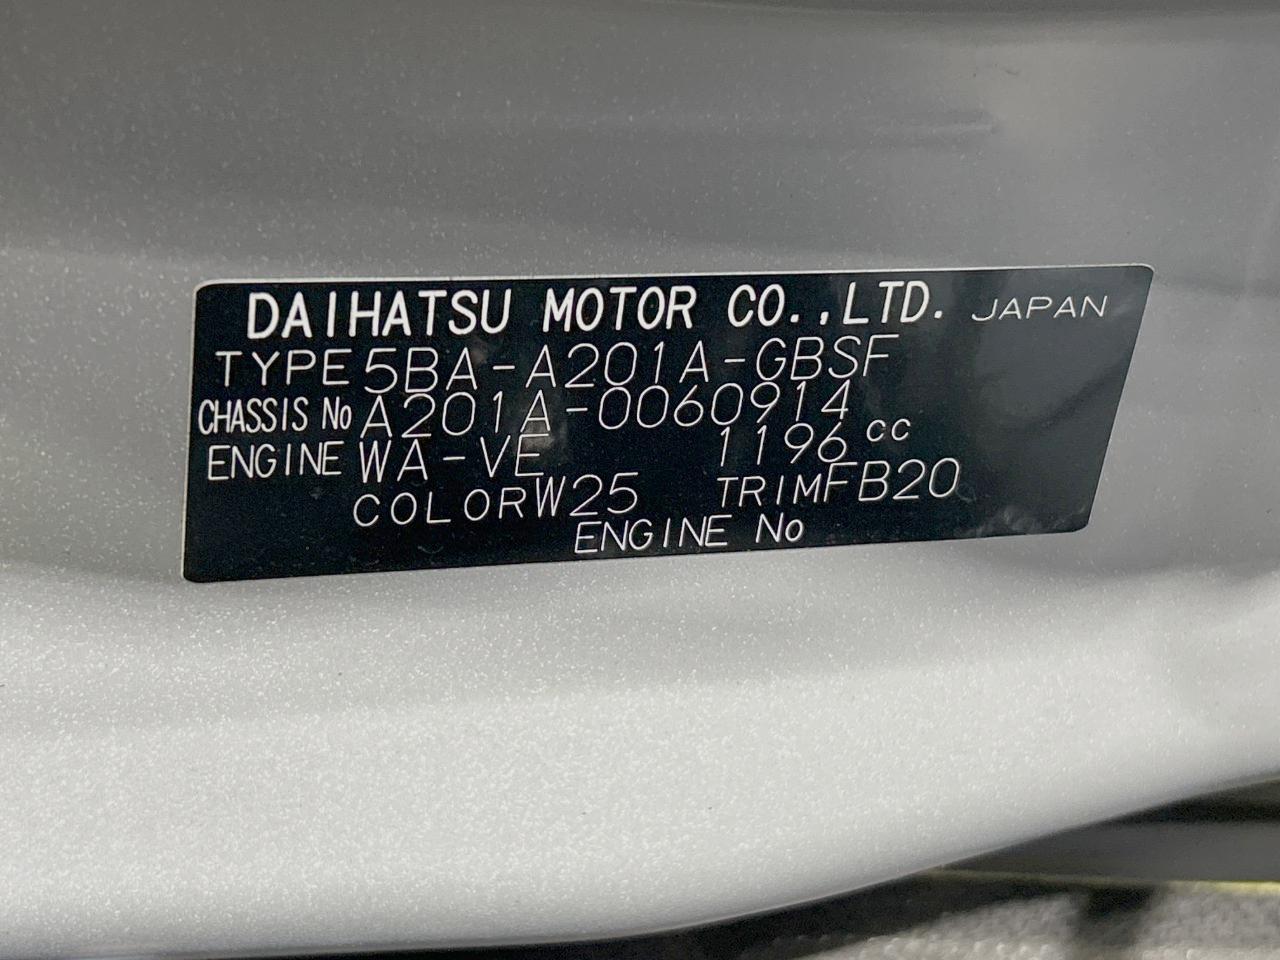 DAIHATSU MOTOR CO.,LTD. JAPAN
TYPE 5BA-A201A-GBSF
CHASSIS No A201A-0060914
ENGINE WA-VE 1196 cc
COLOR W25 TRIM FB20
ENGINE No